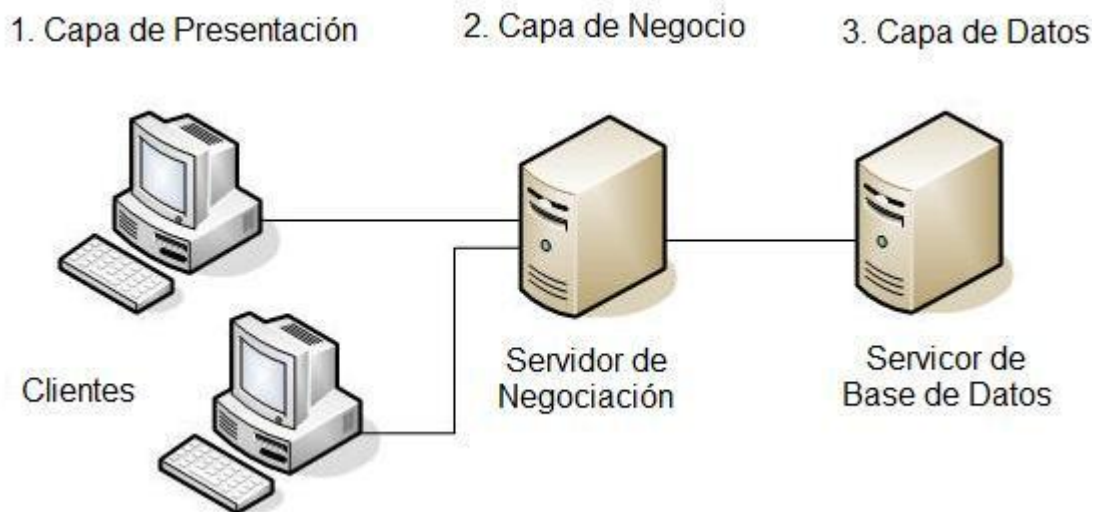 1. Capa de Presentación
2. Capa de Negocio
3. Capa de Datos
Clientes
Servidor de
Negociación
Servicor de
Base de Datos